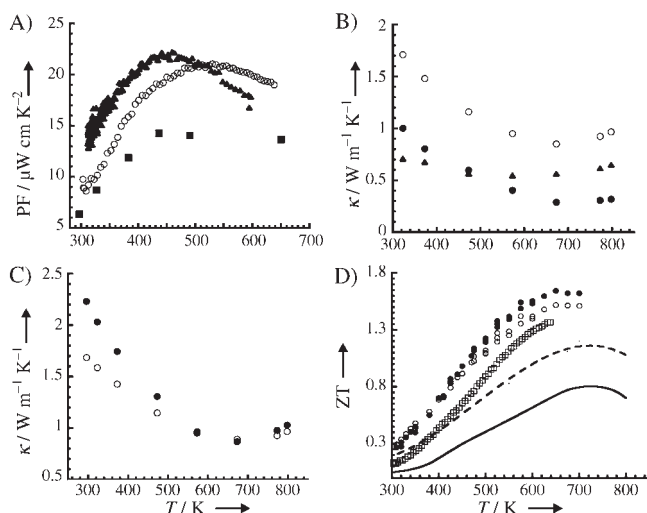 A)
PF / μW cm K⁻²
25
20
15
10
5
300 400 500 600 700
B)
κ / W m⁻¹ K⁻¹
2
1.5
1
0.5
0
300 400 500 600 700 800
C)
κ / W m⁻¹ K⁻¹
2.5
2
1.5
1
0.5
300 400 500 600 700 800
T / K
D)
ZT
1.8
1.3
0.8
0.3
300 400 500 600 700 800
T / K